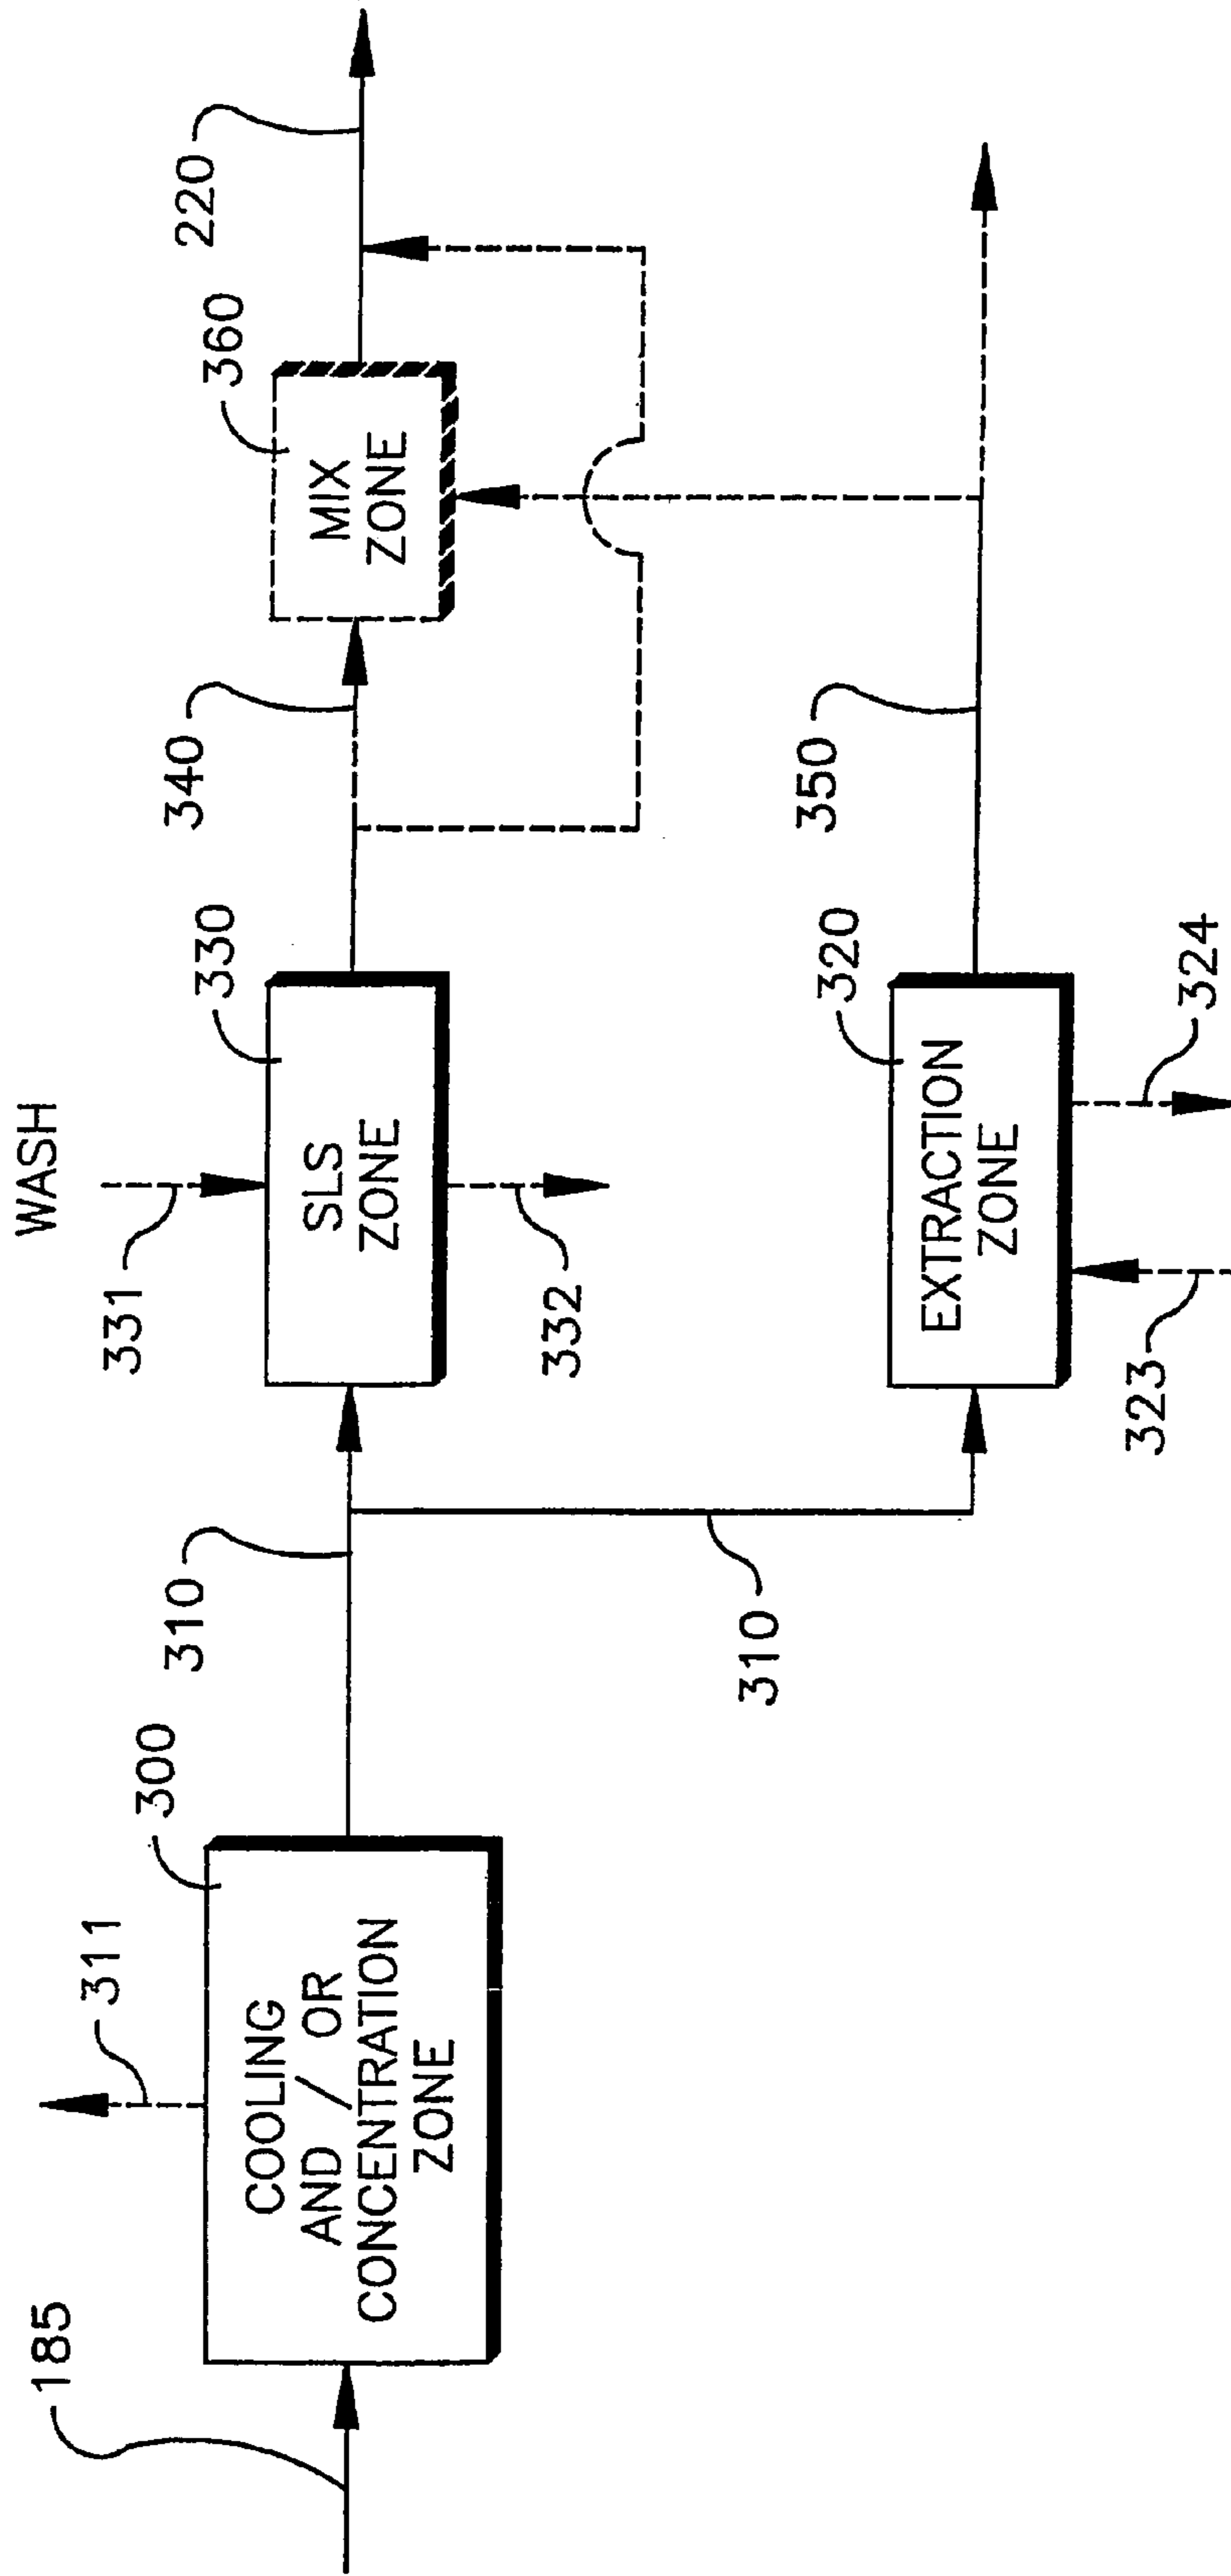 185
311
COOLING
AND / OR
CONCENTRATION
ZONE
300
310
310
WASH
331
SLS
ZONE
330
332
323
EXTRACTION
ZONE
320
324
340
350
MIX
ZONE
360
220